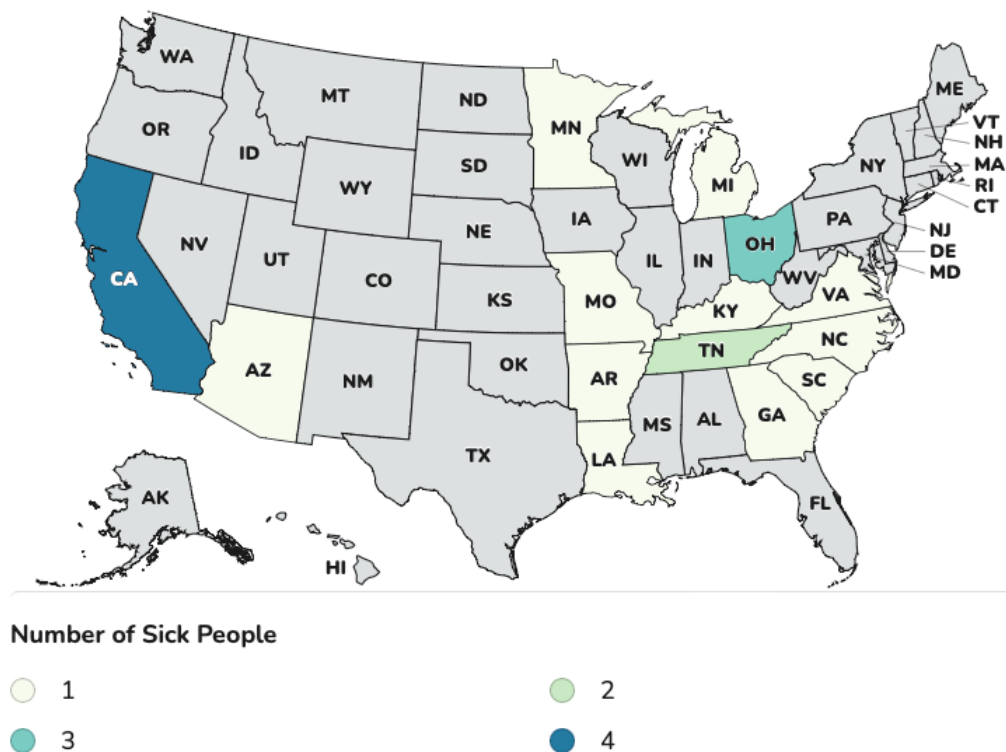 WA
MT
ND
MN
ME
VT
NH
MA
RI
CT
OR
ID
SD
WI
MI
NY
WY
IA
NE
PA
NJ
DE
MD
NV
UT
CO
IL
IN
OH
WV
VA
CA
KS
MO
KY
NC
AZ
NM
OK
AR
TN
SC
TX
LA
MS
AL
GA
FL
AK
HI
Number of Sick People
1
2
3
4